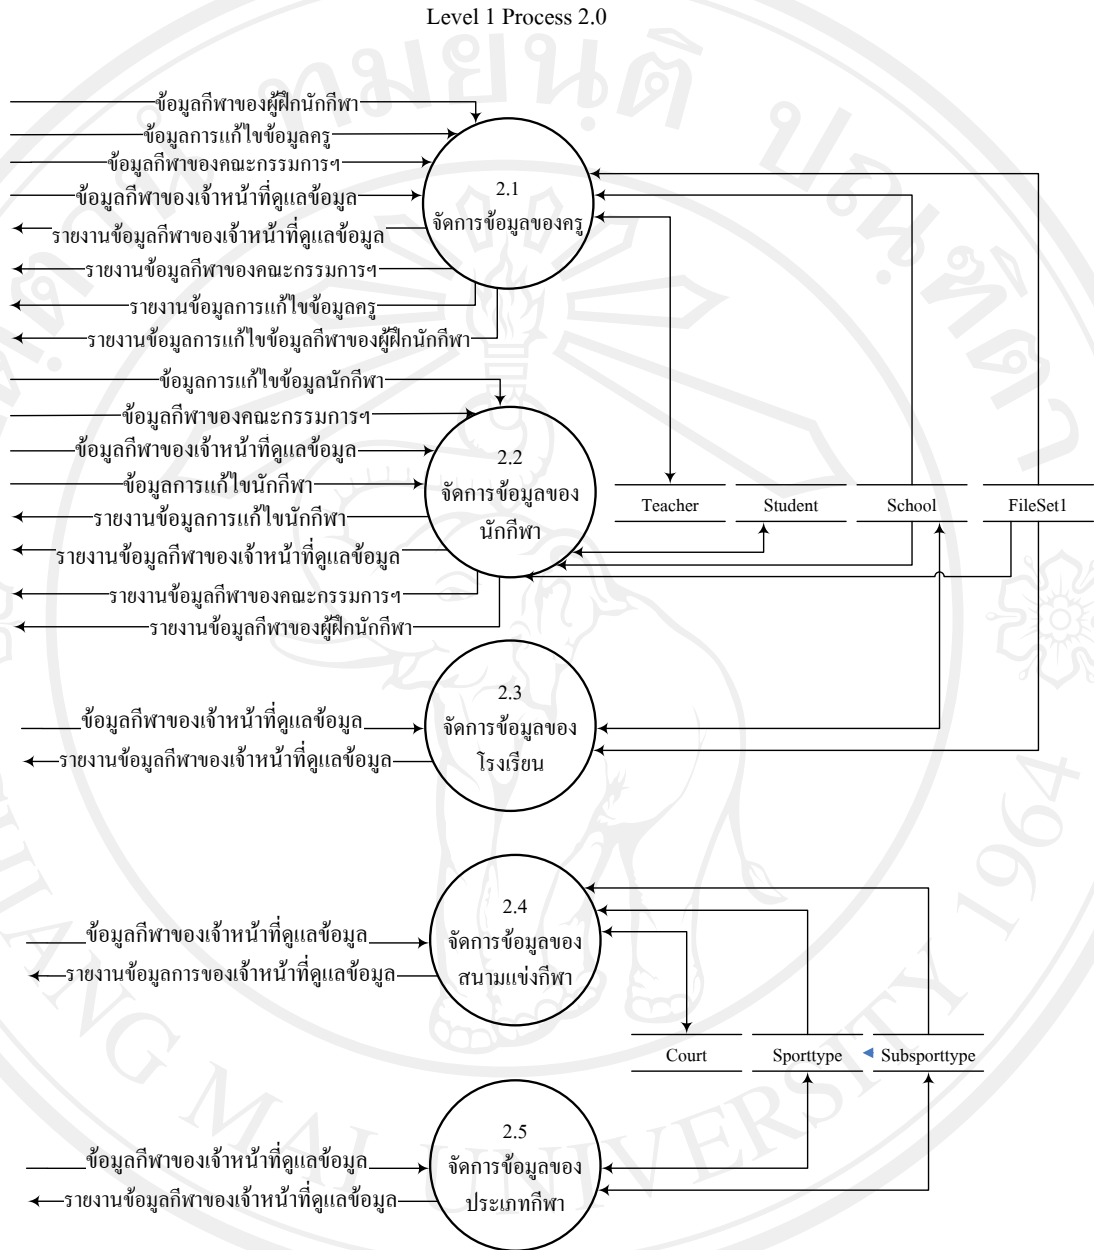 Level 1 Process 2.0
ข้อมูลกีฬาของผู้ฝึกนักกีฬา
ข้อมูลการแก้ไขข้อมูลครู
ข้อมูลกีฬาของคณะกรรมการฯ
ข้อมูลกีฬาของเจ้าหน้าที่ดูแลข้อมูล
รายงานข้อมูลกีฬาของเจ้าหน้าที่ดูแลข้อมูล
รายงานข้อมูลกีฬาของคณะกรรมการฯ
รายงานข้อมูลการแก้ไขข้อมูลครู
รายงานข้อมูลการแก้ไขข้อมูลกีฬาของผู้ฝึกนักกีฬา
2.1
จัดการข้อมูลของครู
ข้อมูลการแก้ไขข้อมูลนักกีฬา
ข้อมูลกีฬาของคณะกรรมการฯ
ข้อมูลกีฬาของเจ้าหน้าที่ดูแลข้อมูล
ข้อมูลการแก้ไขนักกีฬา
รายงานข้อมูลการแก้ไขนักกีฬา
รายงานข้อมูลกีฬาของเจ้าหน้าที่ดูแลข้อมูล
รายงานข้อมูลกีฬาของคณะกรรมการฯ
รายงานข้อมูลกีฬาของผู้ฝึกนักกีฬา
2.2
จัดการข้อมูลของ
นักกีฬา
Teacher
Student
School
FileSet1
ข้อมูลกีฬาของเจ้าหน้าที่ดูแลข้อมูล
รายงานข้อมูลกีฬาของเจ้าหน้าที่ดูแลข้อมูล
2.3
จัดการข้อมูลของ
โรงเรียน
ข้อมูลกีฬาของเจ้าหน้าที่ดูแลข้อมูล
รายงานข้อมูลการของเจ้าหน้าที่ดูแลข้อมูล
2.4
จัดการข้อมูลของ
สนามแข่งกีฬา
Court
Sporttype
Subsporttype
ข้อมูลกีฬาของเจ้าหน้าที่ดูแลข้อมูล
รายงานข้อมูลกีฬาของเจ้าหน้าที่ดูแลข้อมูล
2.5
จัดการข้อมูลของ
ประเภทกีฬา
MAI UNIVERSITY 1964